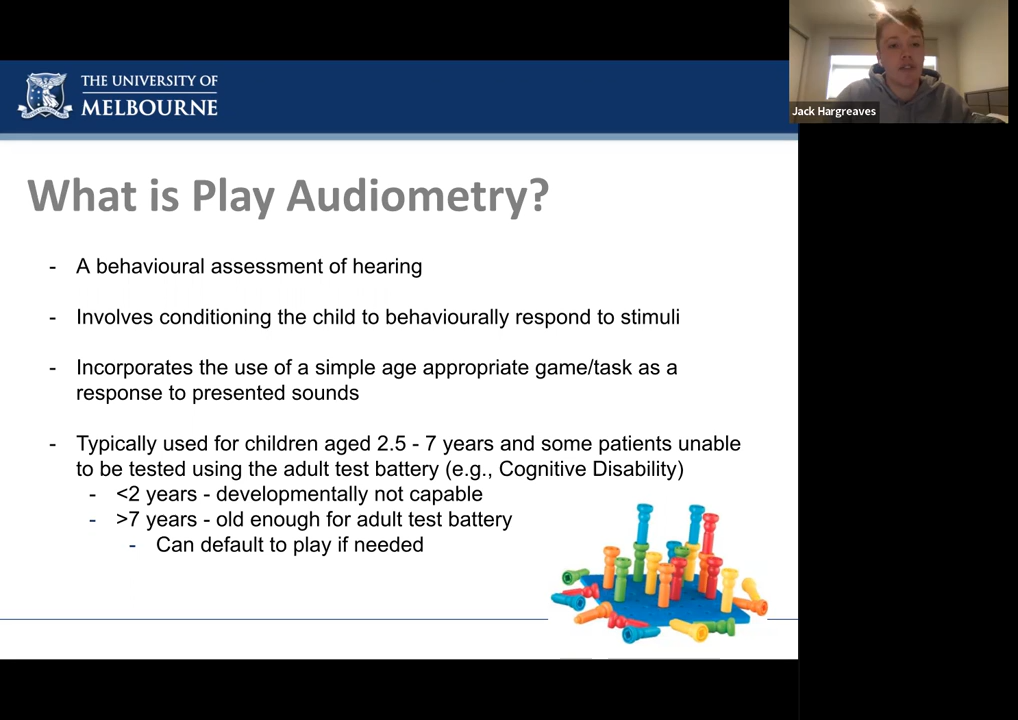 THE UNIVERSITY OF
MELBOURNE
Jack Hargreaves
What is Play Audiometry?
- A behavioural assessment of hearing
- Involves conditioning the child to behaviourally respond to stimuli
- Incorporates the use of a simple age appropriate game/task as a
response to presented sounds
- Typically used for children aged 2.5 - 7 years and some patients unable
to be tested using the adult test battery (e.g., Cognitive Disability)
- <2 years - developmentally not capable
- >7 years - old enough for adult test battery
- Can default to play if needed